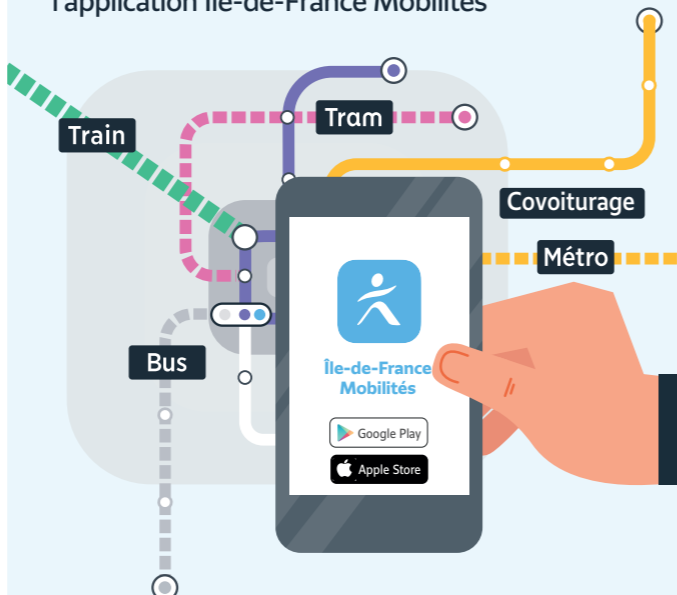 l'application Île-de-France Mobilités
Tram
Train
Covoiturage
Métro
Bus
Île-de-France
Mobilités
Google Play
Apple Store